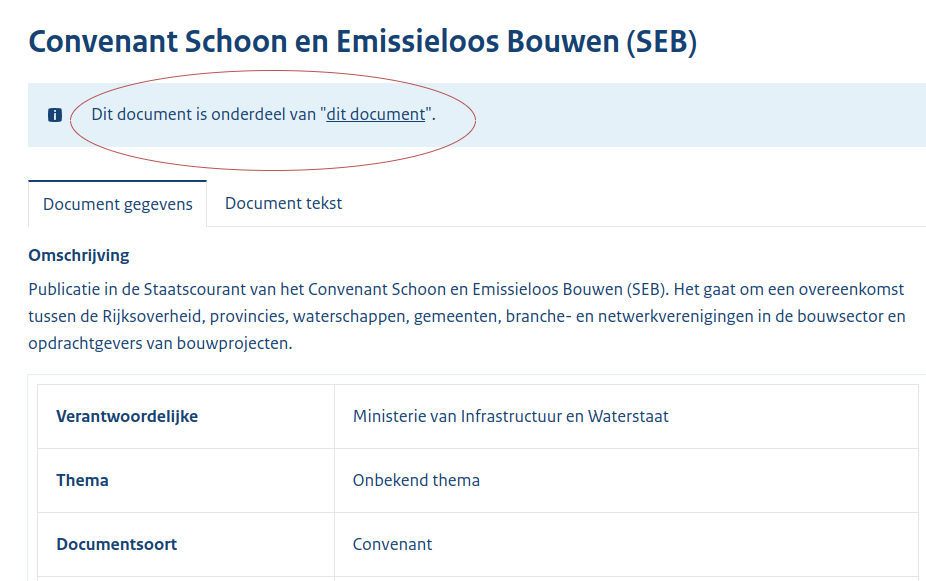 Convenant Schoon en Emissieloos Bouwen (SEB)
Dit document is onderdeel van "dit document".
Document gegevens
Document tekst
Omschrijving
Publicatie in de Staatscourant van het Convenant Schoon en Emissieloos Bouwen (SEB). Het gaat om een overeenkomst
tussen de Rijksoverheid, provincies, waterschappen, gemeenten, branche- en netwerkverenigingen in de bouwsector en
opdrachtgevers van bouwprojecten.
Verantwoordelijke
Ministerie van Infrastructuur en Waterstaat
Thema
Onbekend thema
Documentsoort
Convenant